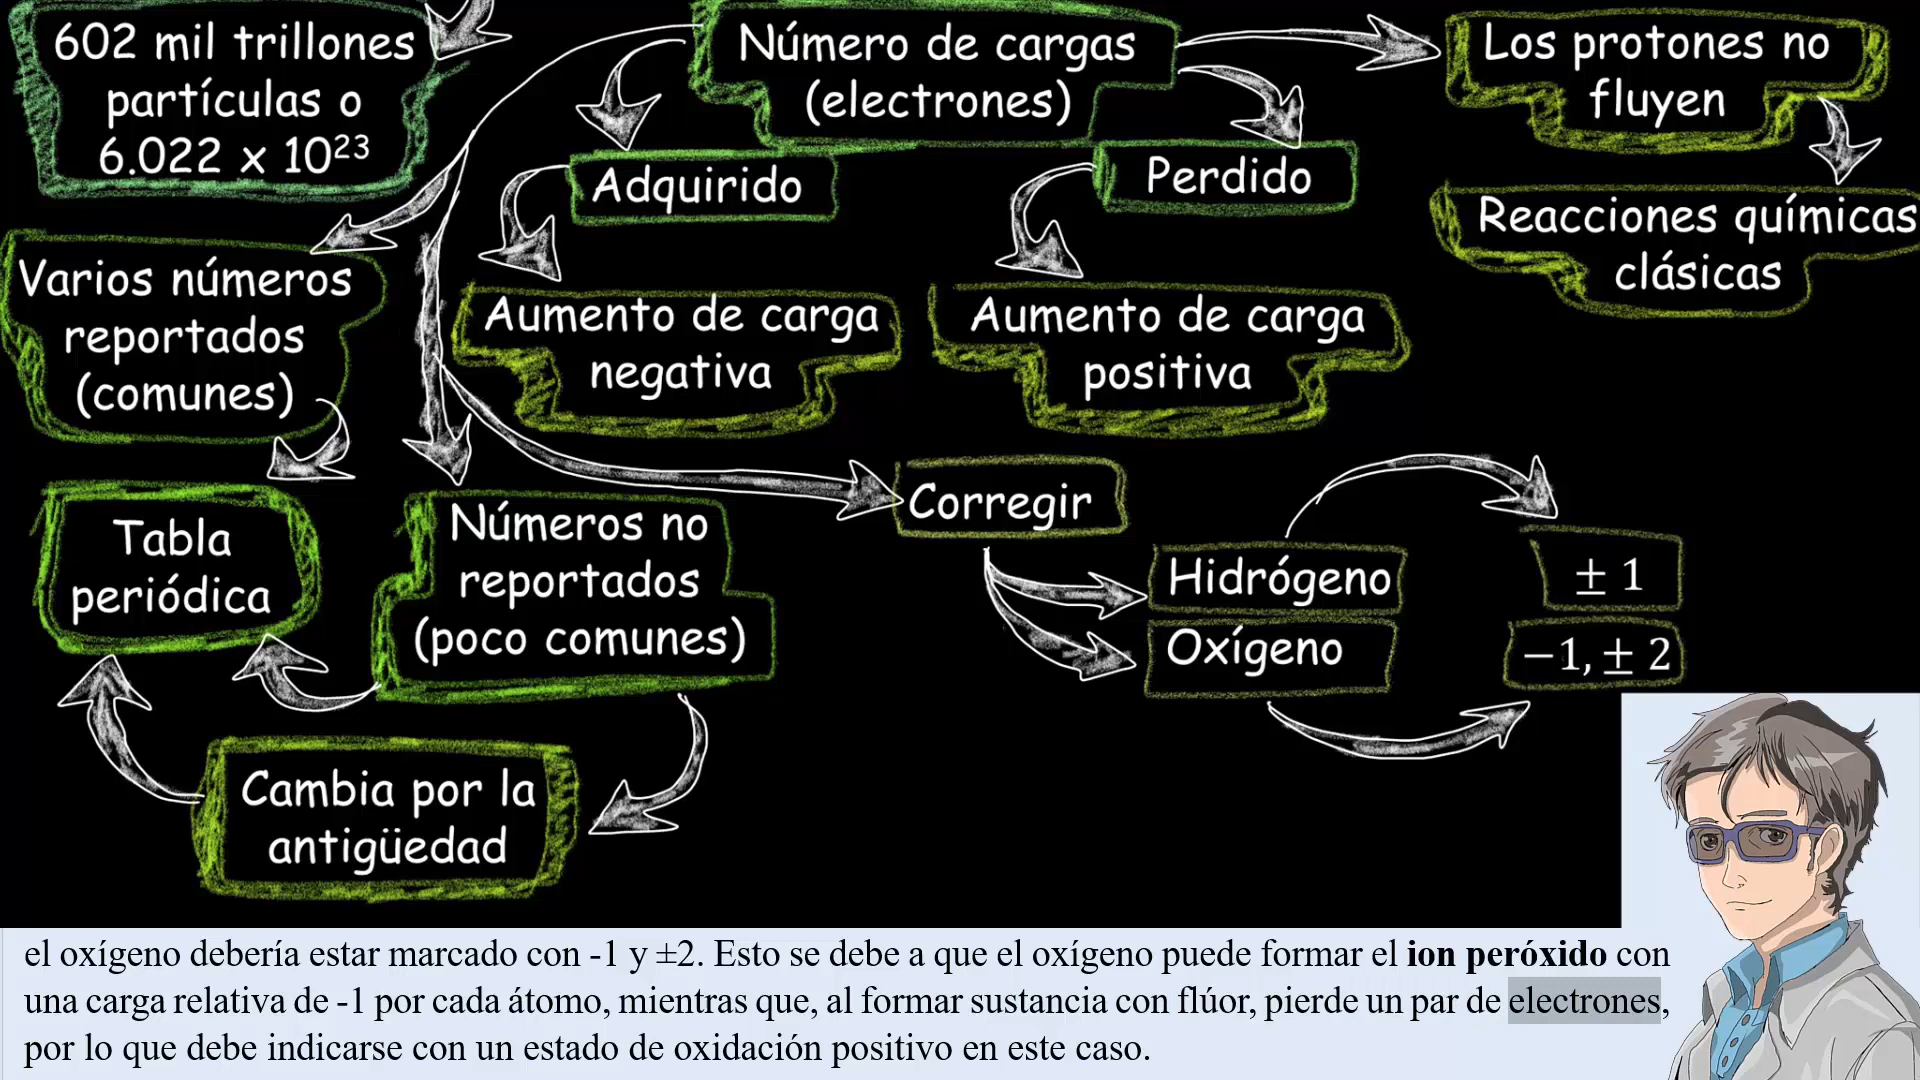 602 mil trillones
partículas o
6.022 x 10²³
Número de cargas
(electrones)
Los protones no
fluyen
Adquirido
Perdido
Reacciones químicas
clásicas
Varios números
reportados
(comunes)
Aumento de carga
negativa
Aumento de carga
positiva
Tabla
periódica
Números no
reportados
(poco comunes)
Corregir
Hidrógeno
± 1
Oxígeno
−1, ± 2
Cambia por la
antigüedad
el oxígeno debería estar marcado con -1 y ±2. Esto se debe a que el oxígeno puede formar el ion peróxido con
una carga relativa de -1 por cada átomo, mientras que, al formar sustancia con flúor, pierde un par de electrones,
por lo que debe indicarse con un estado de oxidación positivo en este caso.